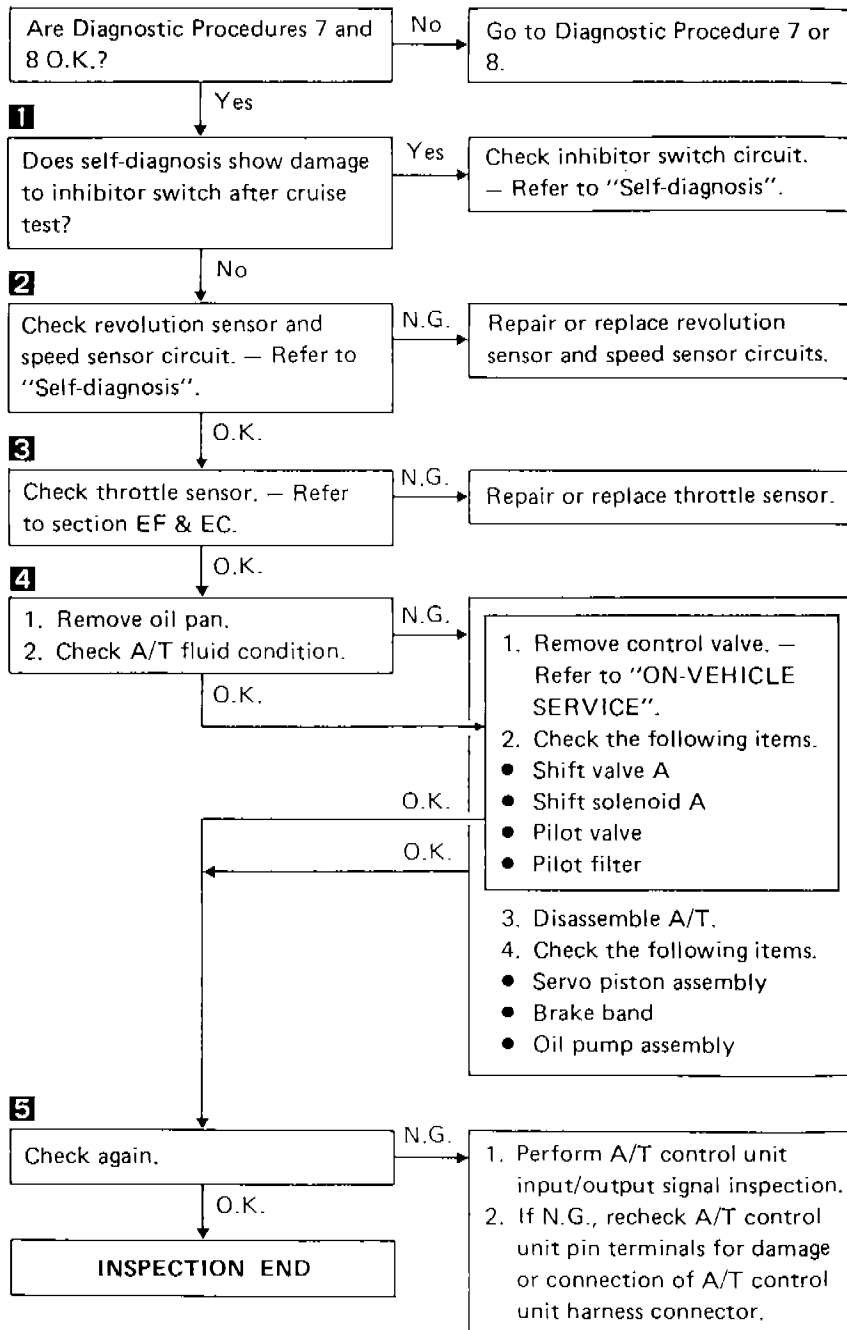 Are Diagnostic Procedures 7 and
8 O.K.?
No
Go to Diagnostic Procedure 7 or
8.
Yes
1
Does self-diagnosis show damage
to inhibitor switch after cruise
test?
Yes
Check inhibitor switch circuit.
— Refer to "Self-diagnosis".
No
2
Check revolution sensor and
speed sensor circuit. — Refer to
"Self-diagnosis".
N.G.
Repair or replace revolution
sensor and speed sensor circuits.
O.K.
3
Check throttle sensor. — Refer
to section EF & EC.
N.G.
Repair or replace throttle sensor.
O.K.
4
1. Remove oil pan.
2. Check A/T fluid condition.
N.G.
O.K.
1. Remove control valve. —
Refer to "ON-VEHICLE
SERVICE".
2. Check the following items.
● Shift valve A
● Shift solenoid A
● Pilot valve
● Pilot filter
O.K.
O.K.
3. Disassemble A/T.
4. Check the following items.
● Servo piston assembly
● Brake band
● Oil pump assembly
5
Check again.
N.G.
1. Perform A/T control unit
input/output signal inspection.
2. If N.G., recheck A/T control
unit pin terminals for damage
or connection of A/T control
unit harness connector.
O.K.
INSPECTION END